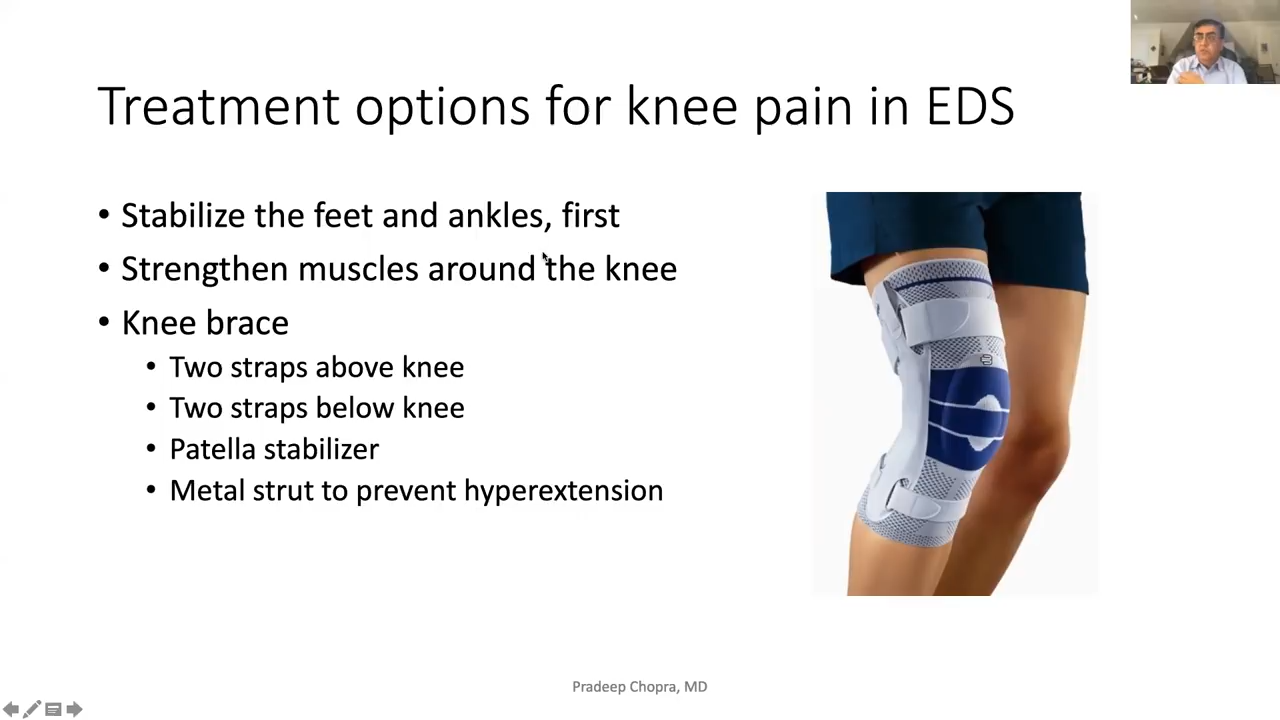 Treatment options for knee pain in EDS
• Stabilize the feet and ankles, first
• Strengthen muscles around the knee
• Knee brace
• Two straps above knee
• Two straps below knee
• Patella stabilizer
• Metal strut to prevent hyperextension
Pradeep Chopra, MD